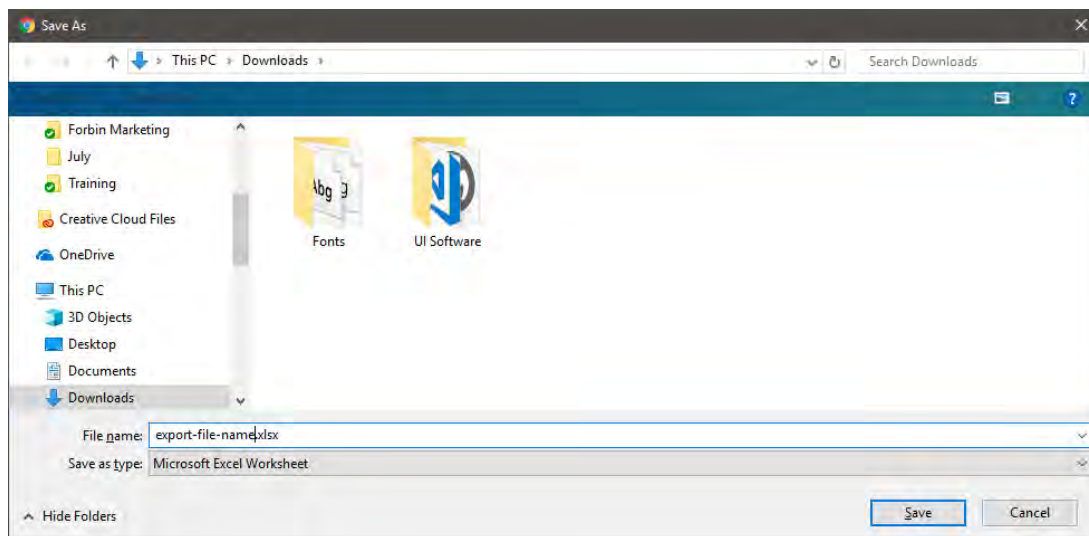 Save As
This PC Downloads
Search Downloads
?
Forbin Marketing
July
Training
Creative Cloud Files
OneDrive
This PC
3D Objects
Desktop
Documents
Downloads
Abg g
Fonts
UI Software
File name: export-file-name.xlsx
Save as type: Microsoft Excel Worksheet
Hide Folders
Save
Cancel